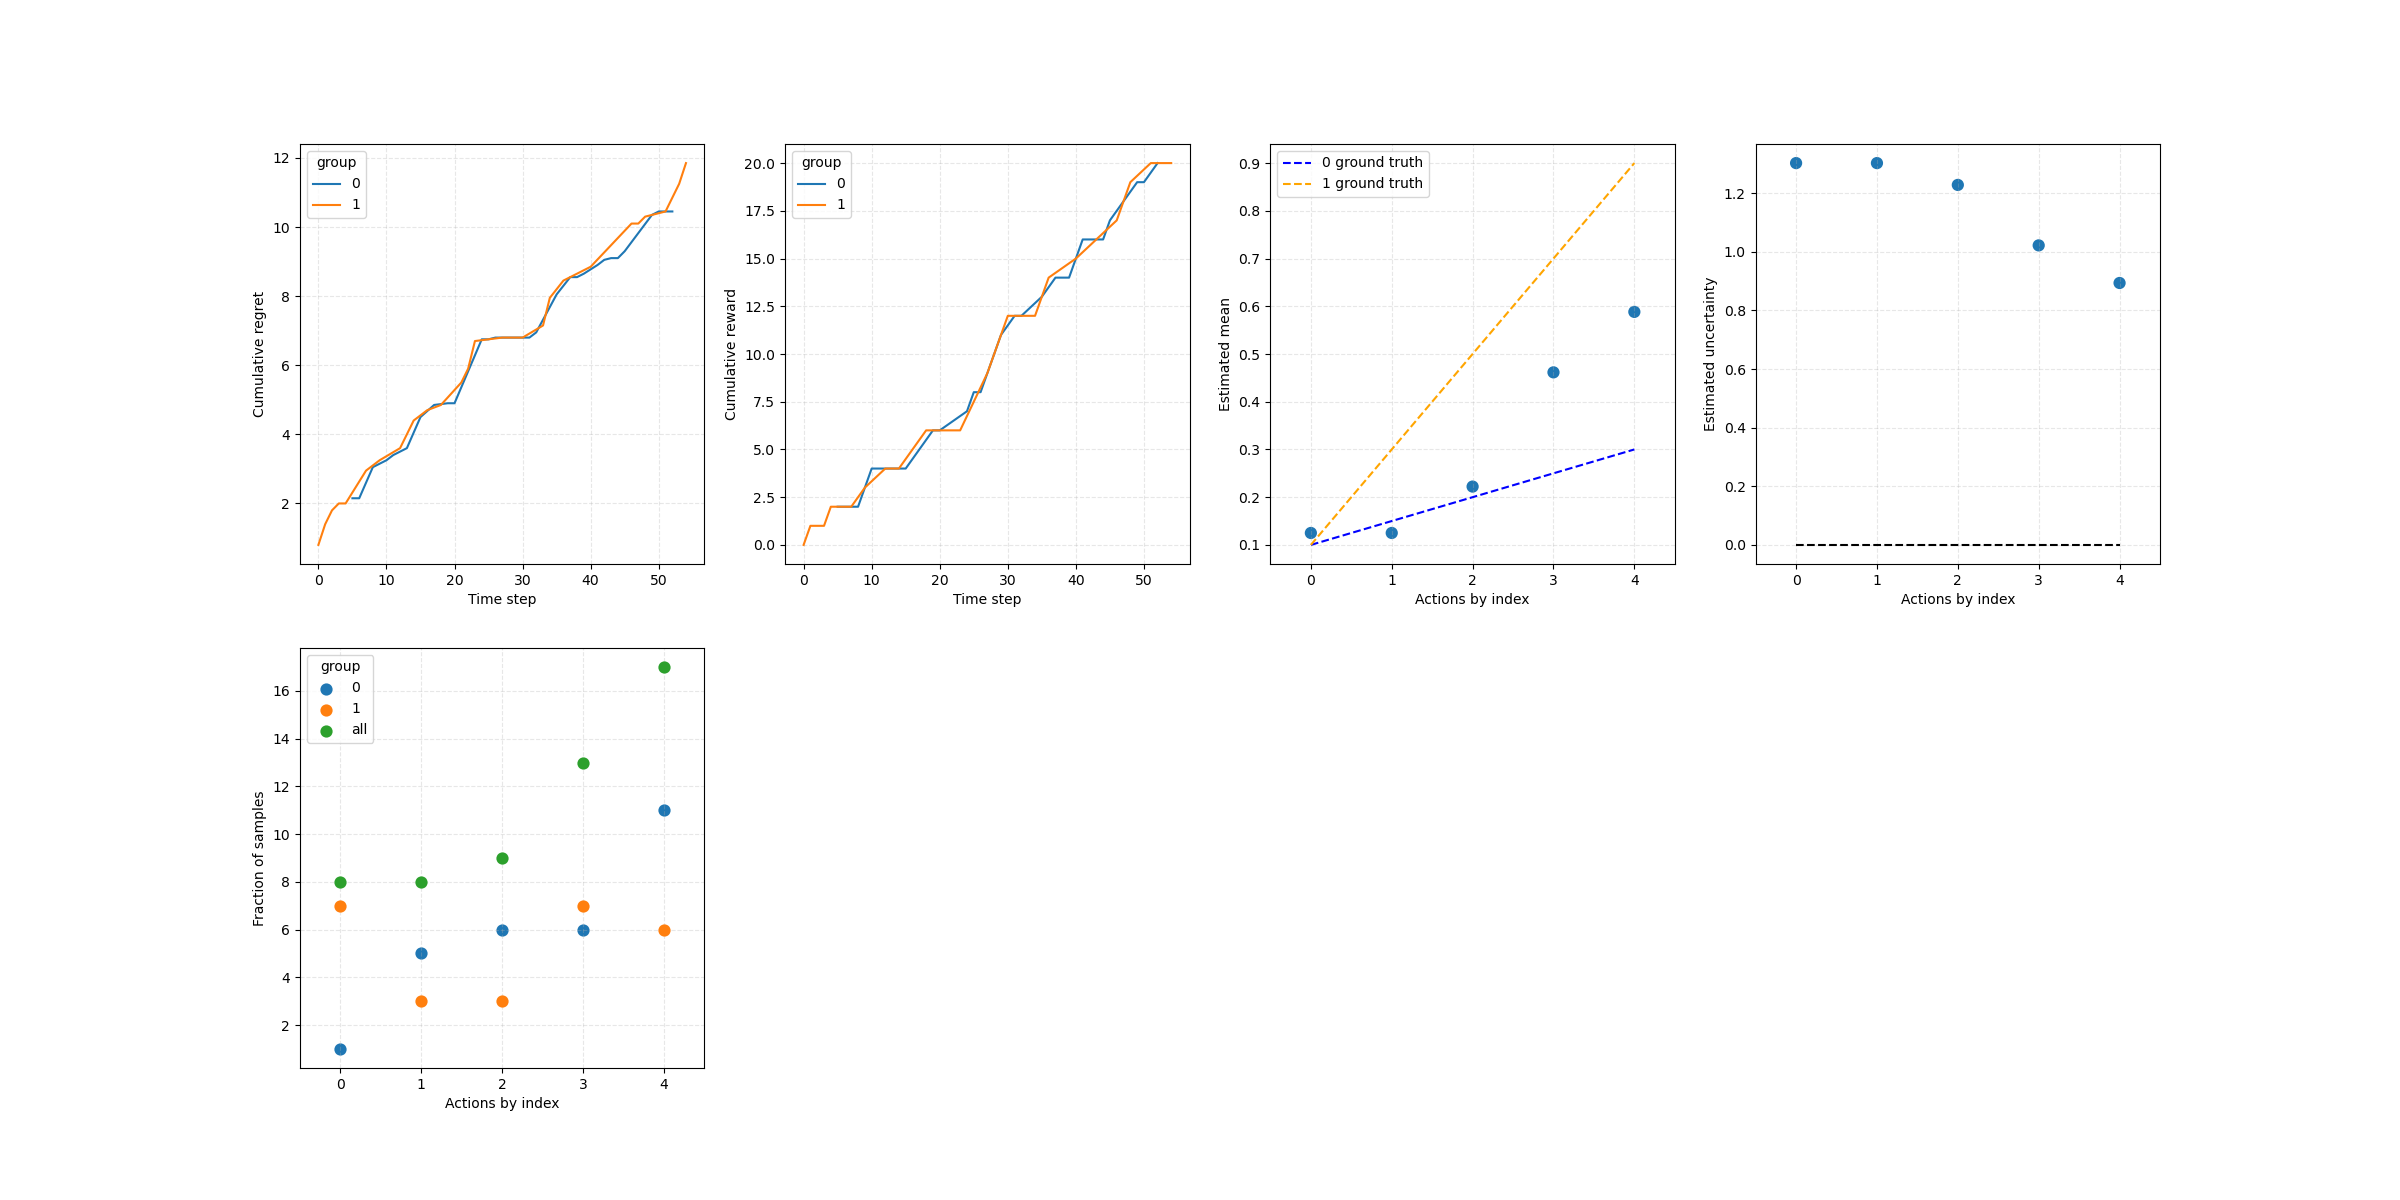 group
0
1
12
10
8
6
4
2
Cumulative regret
0 10 20 30 40 50
Time step
group
0
1
20.0
17.5
15.0
12.5
10.0
7.5
5.0
2.5
0.0
Cumulative reward
0 10 20 30 40 50
Time step
0 ground truth
1 ground truth
0.9
0.8
0.7
0.6
0.5
0.4
0.3
0.2
0.1
Estimated mean
0 1 2 3 4
Actions by index
1.2
1.0
0.8
0.6
0.4
0.2
0.0
Estimated uncertainty
0 1 2 3 4
Actions by index
group
0
1
all
16
14
12
10
8
6
4
2
Fraction of samples
0 1 2 3 4
Actions by index